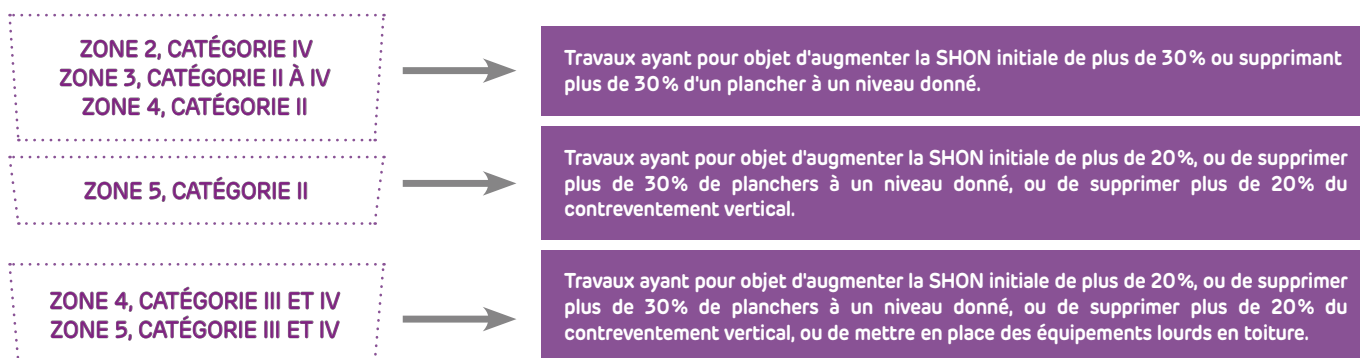 ZONE 2, CATÉGORIE IV
ZONE 3, CATÉGORIE II À IV
ZONE 4, CATÉGORIE II
Travaux ayant pour objet d'augmenter la SHON initiale de plus de 30% ou supprimant
plus de 30% d'un plancher à un niveau donné.
ZONE 5, CATÉGORIE II
Travaux ayant pour objet d'augmenter la SHON initiale de plus de 20%, ou de supprimer
plus de 30% de planchers à un niveau donné, ou de supprimer plus de 20% du
contreventement vertical.
ZONE 4, CATÉGORIE III ET IV
ZONE 5, CATÉGORIE III ET IV
Travaux ayant pour objet d'augmenter la SHON initiale de plus de 20%, ou de supprimer
plus de 30% de planchers à un niveau donné, ou de supprimer plus de 20% du
contreventement vertical, ou de mettre en place des équipements lourds en toiture.